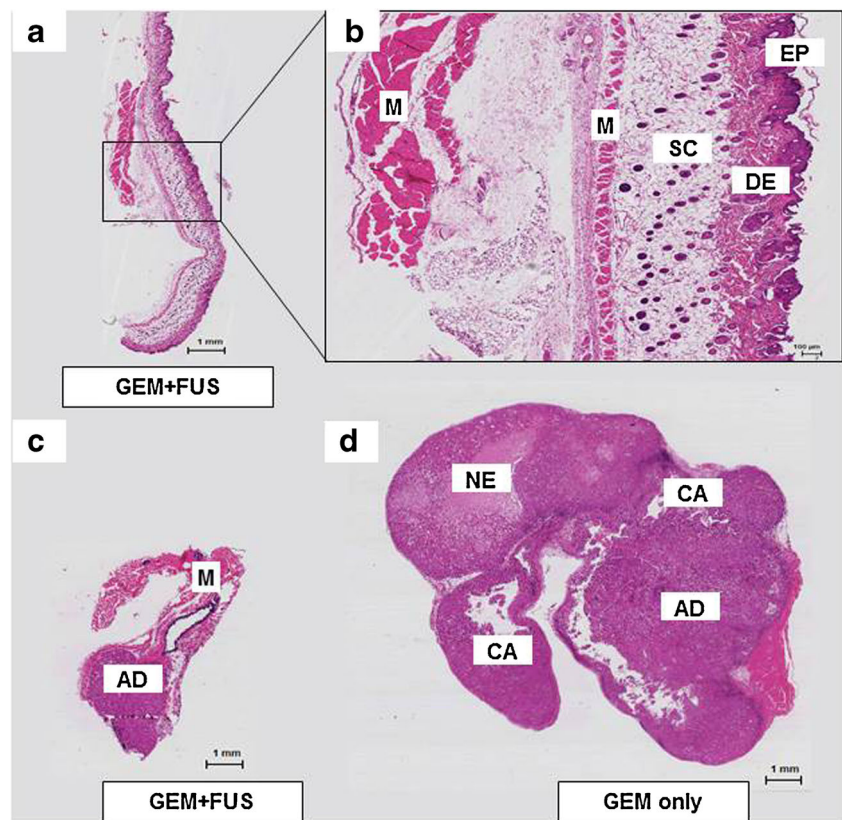 a
b
EP
M
M
SC
DE
1 mm
100 µm
GEM+FUS
c
d
NE
CA
M
AD
CA
AD
1 mm
1 mm
GEM+FUS
GEM only